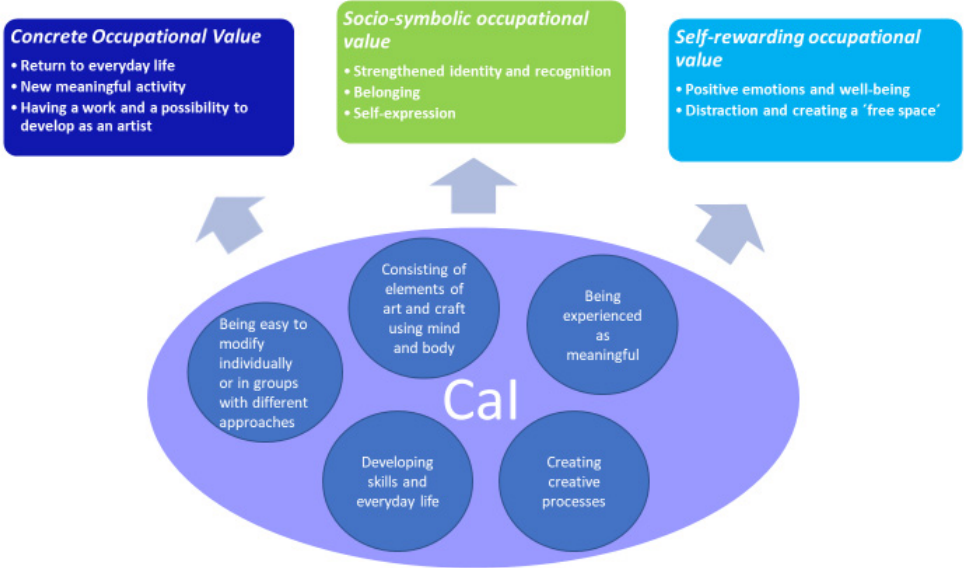 Concrete Occupational Value
• Return to everyday life
• New meaningful activity
• Having a work and a possibility to
develop as an artist
Socio-symbolic occupational
value
• Strengthened identity and recognition
• Belonging
• Self-expression
Self-rewarding occupational
value
• Positive emotions and well-being
• Distraction and creating a ´free space´
Being easy to
modify
individually
or in groups
with different
approaches
Consisting of
elements of
art and craft
using mind
and body
Being
experienced
as
meaningful
CaI
Developing
skills and
everyday life
Creating
creative
processes